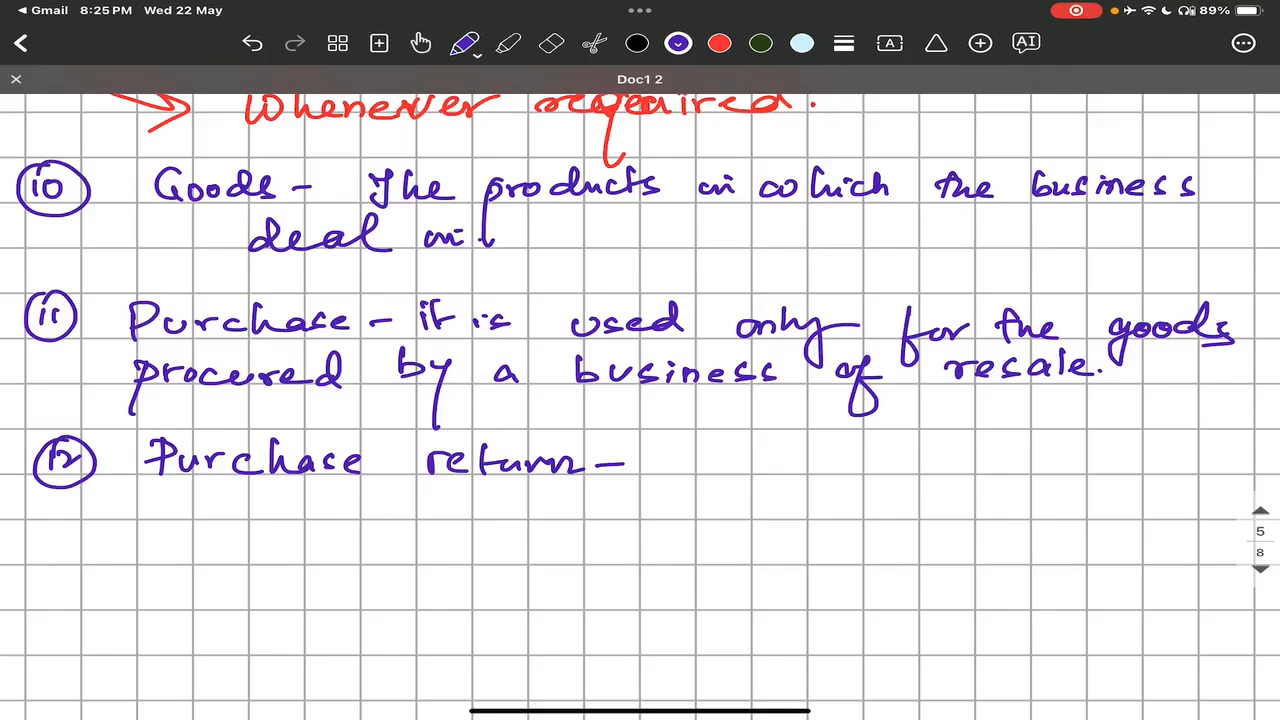 Gmail 8:25 PM Wed 22 May 89%
A AI
Doc1 2
Whenever required.
10 Goods - The products in which the business
deal in.
11 Purchase - it is used only for the goods
procured by a business of resale.
12 Purchase return -
5
8